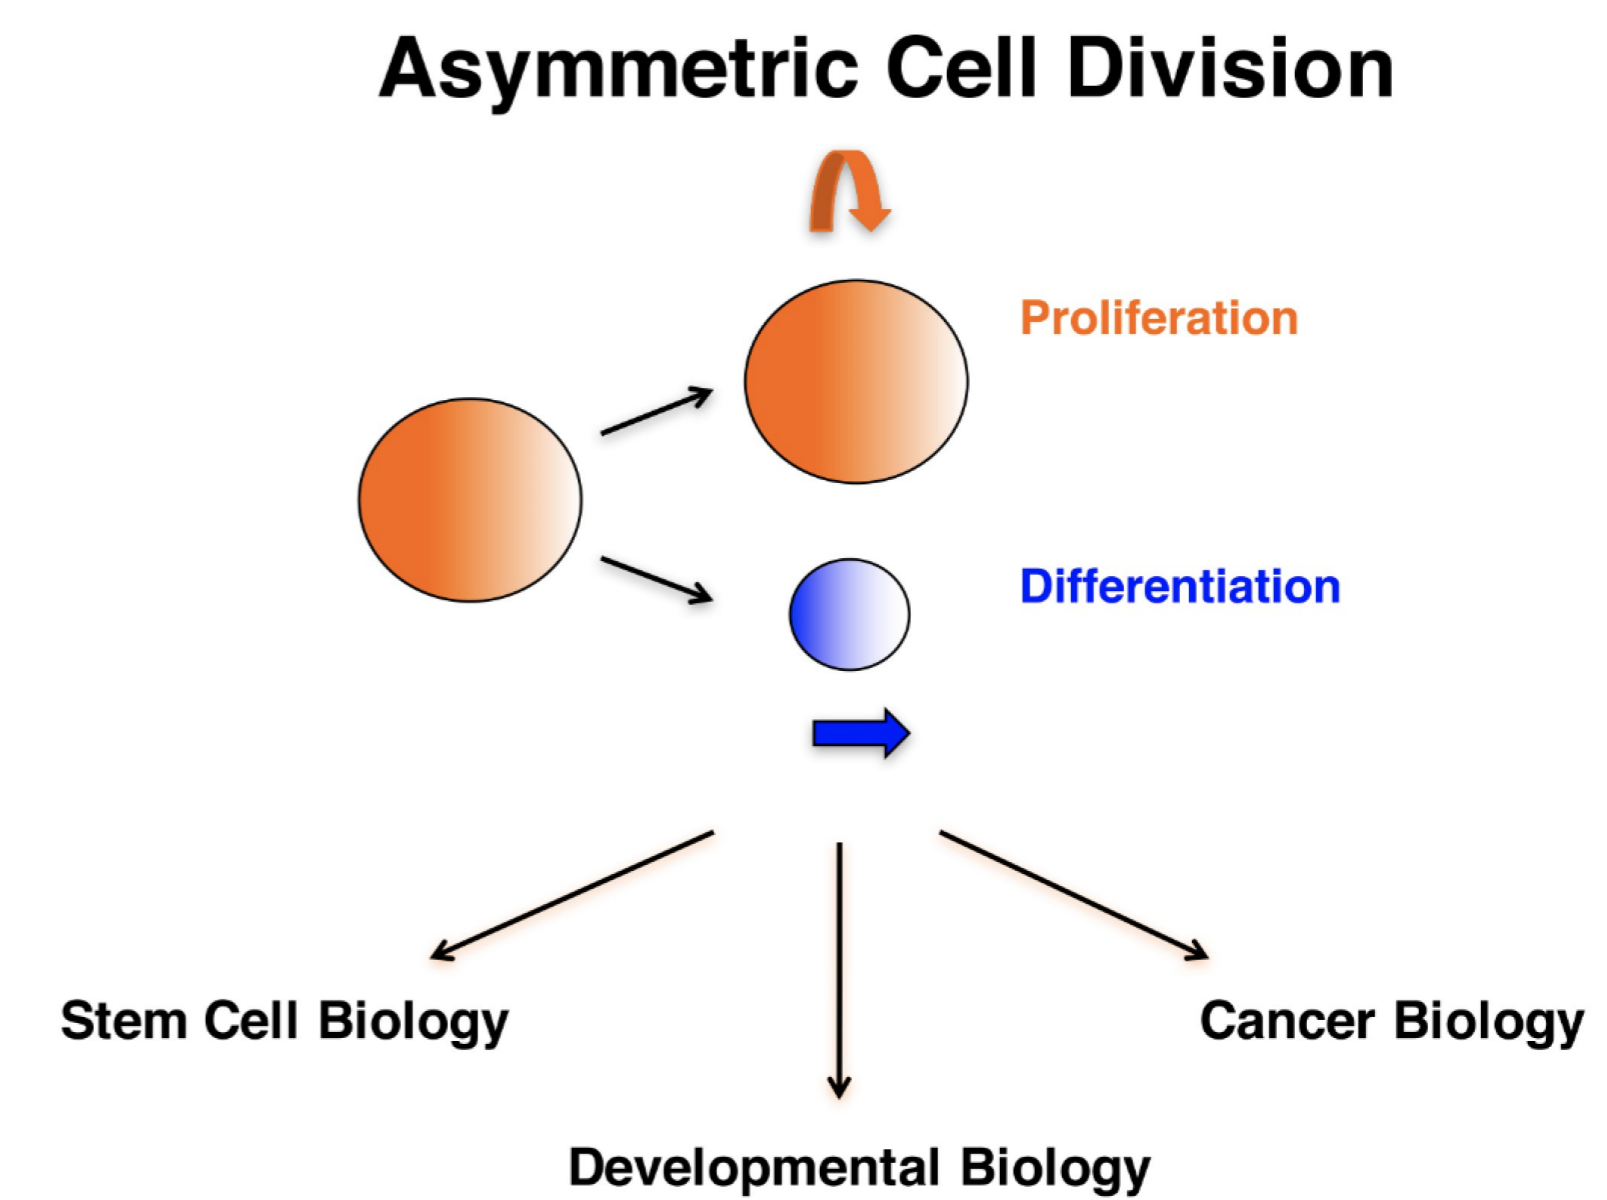 Asymmetric Cell Division
Proliferation
Differentiation
Stem Cell Biology
Cancer Biology
Developmental Biology